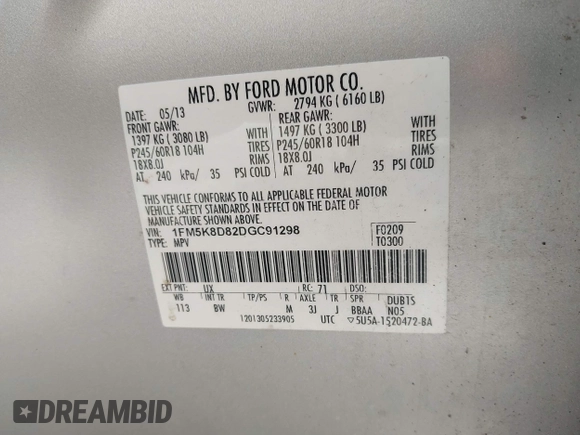 MFD. BY FORD MOTOR CO.
DATE: 05/13 GVWR: 2794 KG ( 6160 LB)
FRONT GAWR: REAR GAWR:
1397 KG ( 3080 LB) WITH 1497 KG ( 3300 LB) WITH
P245/60R18 104H TIRES P245/60R18 104H TIRES
18X8.0J RIMS 18X8.0J RIMS
AT 240 kPa/ 35 PSI COLD AT 240 kPa/ 35 PSI COLD
THIS VEHICLE CONFORMS TO ALL APPLICABLE FEDERAL MOTOR
VEHICLE SAFETY STANDARDS IN EFFECT ON THE DATE OF MANUFACTURE
SHOWN ABOVE.
VIN: 1FM5K8D82DGC91298 F0209
TYPE: MPV T0300
EXT PNT: UX RC: 71 DSO:
WB INT TR TP/PS R AXLE TR SPR DUBTS
113 BW M 3J J BBAA N05
1201305233905 UTC ▽5U5A-1520472-BA
DREAMBID